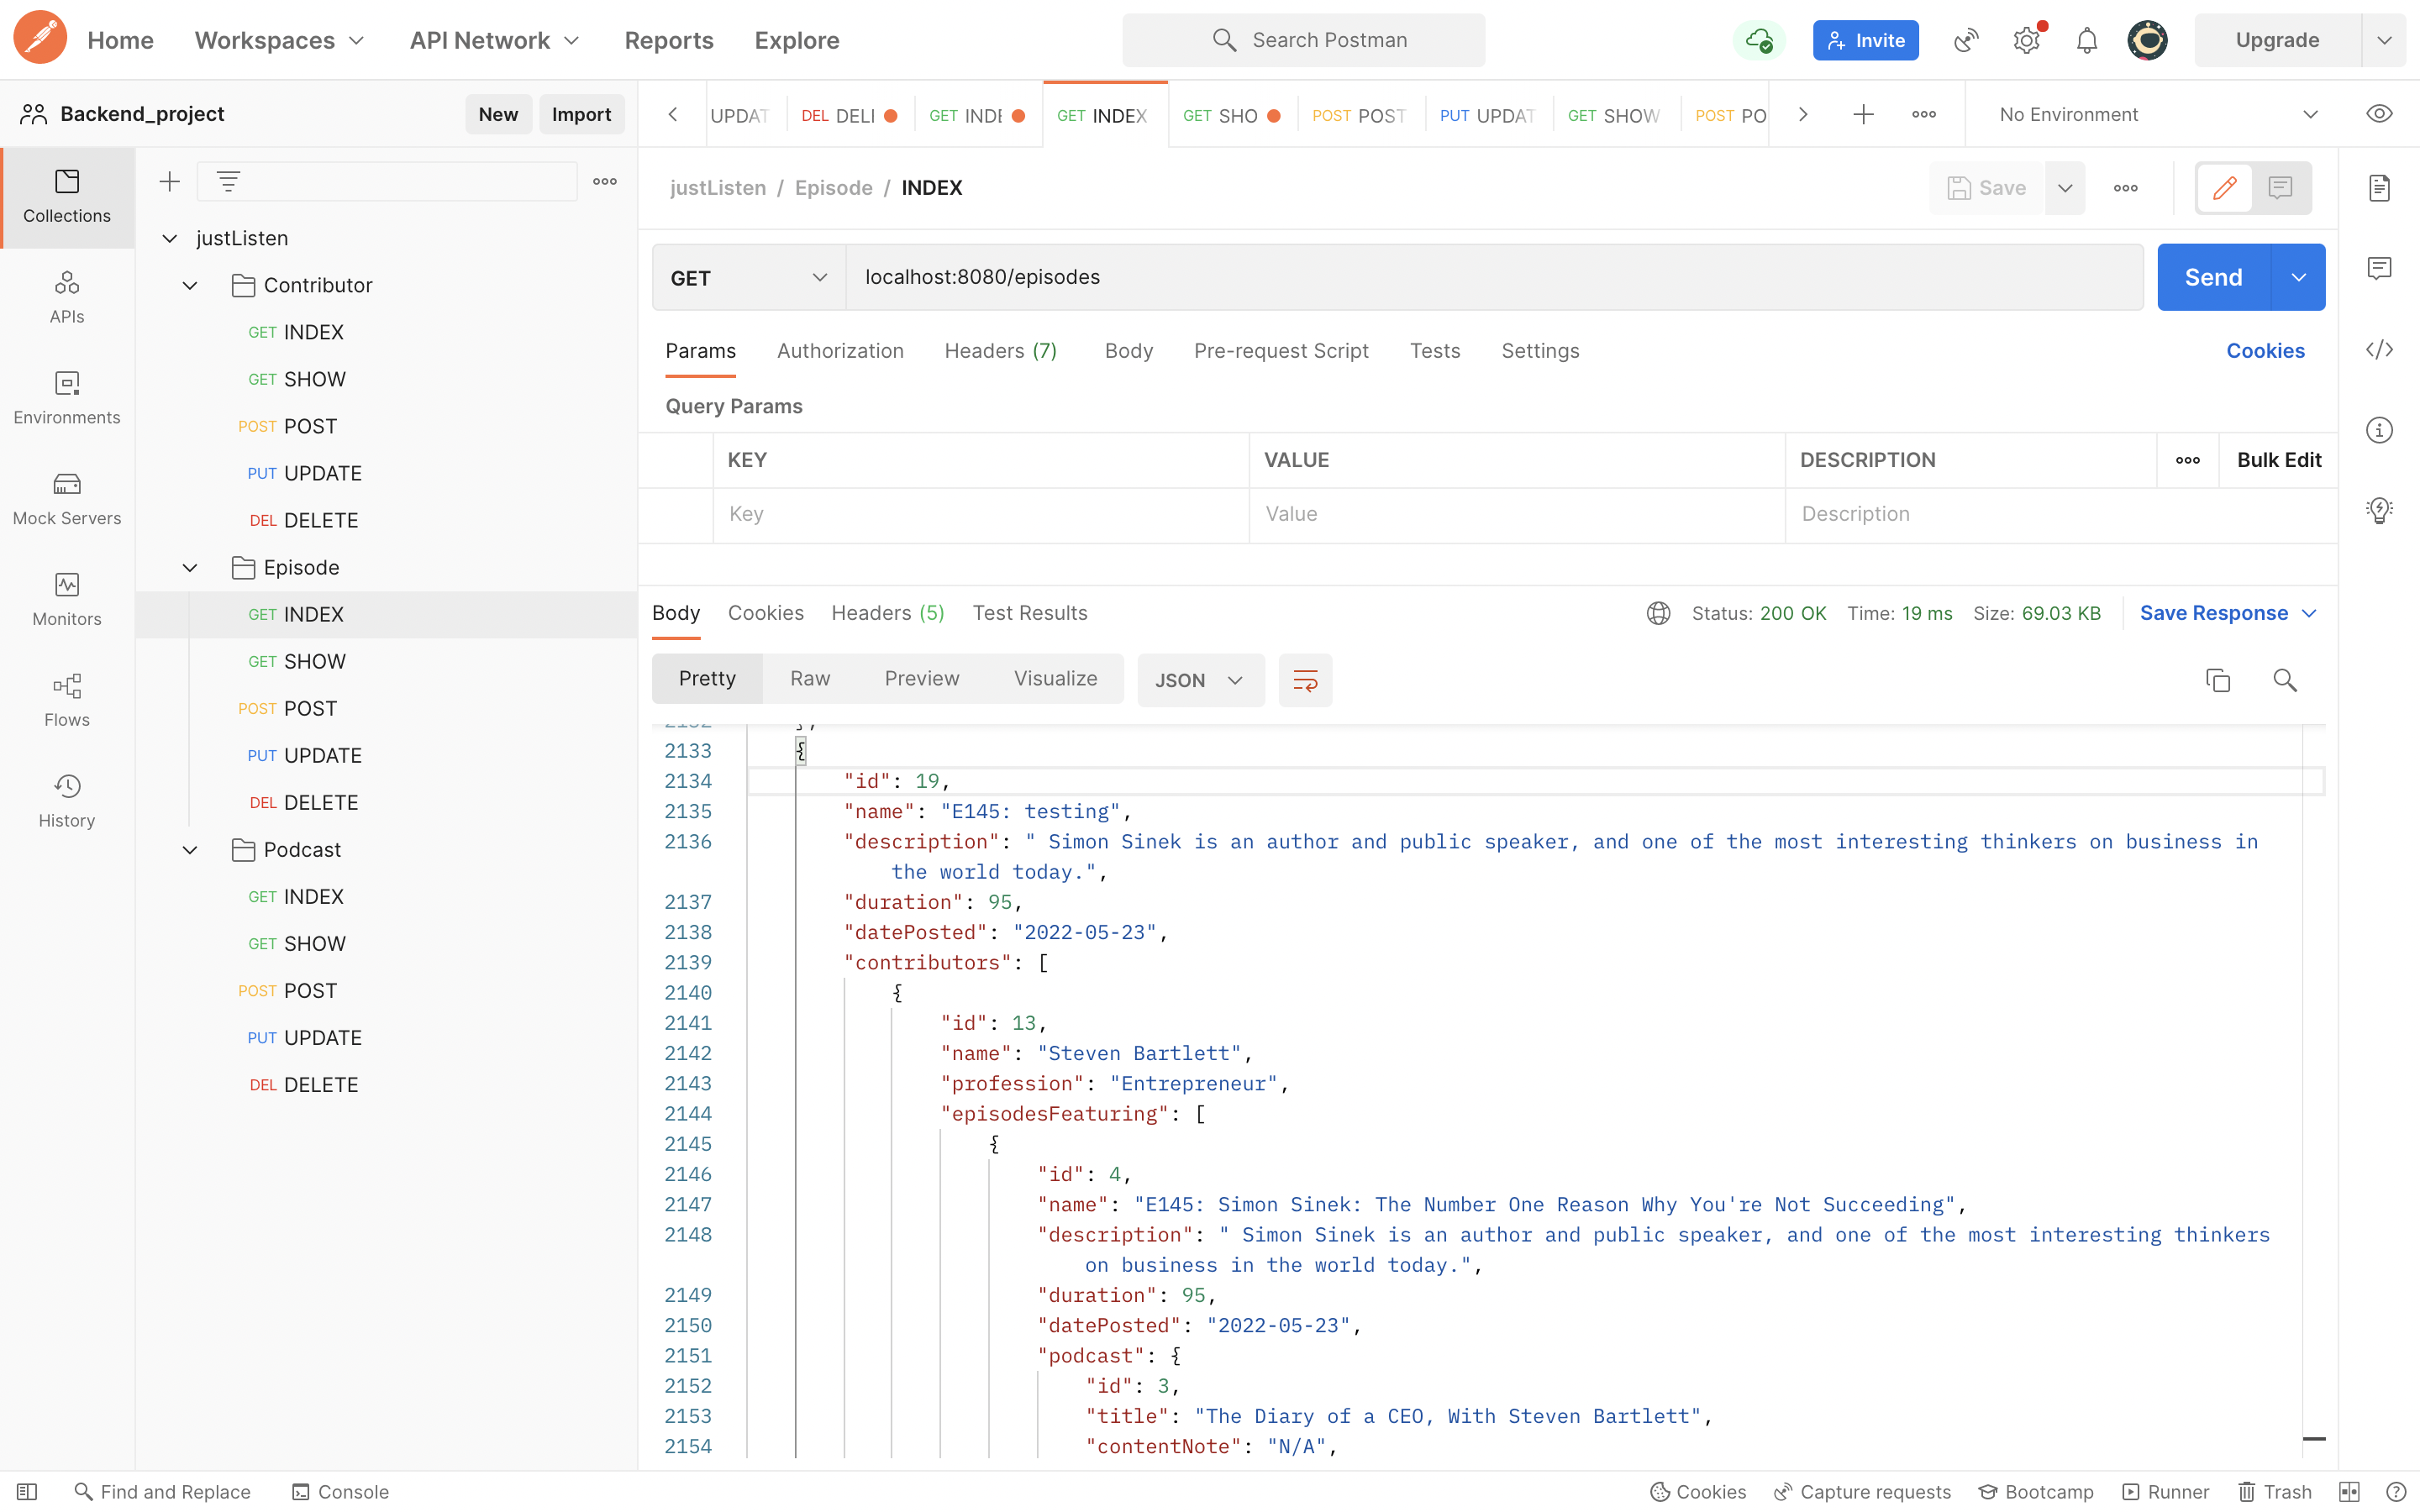 Home Workspaces API Network Reports Explore Search Postman Invite Upgrade
Backend_project New Import
UPDAT DEL DELI GET INDE GET INDEX GET SHO POST POST PUT UPDAT GET SHOW POST PO No Environment
Collections
APIs
Environments
Mock Servers
Monitors
Flows
History
justListen
Contributor
GET INDEX
GET SHOW
POST POST
PUT UPDATE
DEL DELETE
Episode
GET INDEX
GET SHOW
POST POST
PUT UPDATE
DEL DELETE
Podcast
GET INDEX
GET SHOW
POST POST
PUT UPDATE
DEL DELETE
justListen / Episode / INDEX Save
GET localhost:8080/episodes Send
Params Authorization Headers (7) Body Pre-request Script Tests Settings Cookies
Query Params
KEY VALUE DESCRIPTION Bulk Edit
Key Value Description
Body Cookies Headers (5) Test Results Status: 200 OK Time: 19 ms Size: 69.03 KB Save Response
Pretty Raw Preview Visualize JSON
2132 },
2133 {
2134 "id": 19,
2135 "name": "E145: testing",
2136 "description": " Simon Sinek is an author and public speaker, and one of the most interesting thinkers on business in
the world today.",
2137 "duration": 95,
2138 "datePosted": "2022-05-23",
2139 "contributors": [
2140 {
2141 "id": 13,
2142 "name": "Steven Bartlett",
2143 "profession": "Entrepreneur",
2144 "episodesFeaturing": [
2145 {
2146 "id": 4,
2147 "name": "E145: Simon Sinek: The Number One Reason Why You're Not Succeeding",
2148 "description": " Simon Sinek is an author and public speaker, and one of the most interesting thinkers
on business in the world today.",
2149 "duration": 95,
2150 "datePosted": "2022-05-23",
2151 "podcast": {
2152 "id": 3,
2153 "title": "The Diary of a CEO, With Steven Bartlett",
2154 "contentNote": "N/A",
Find and Replace Console Cookies Capture requests Bootcamp Runner Trash